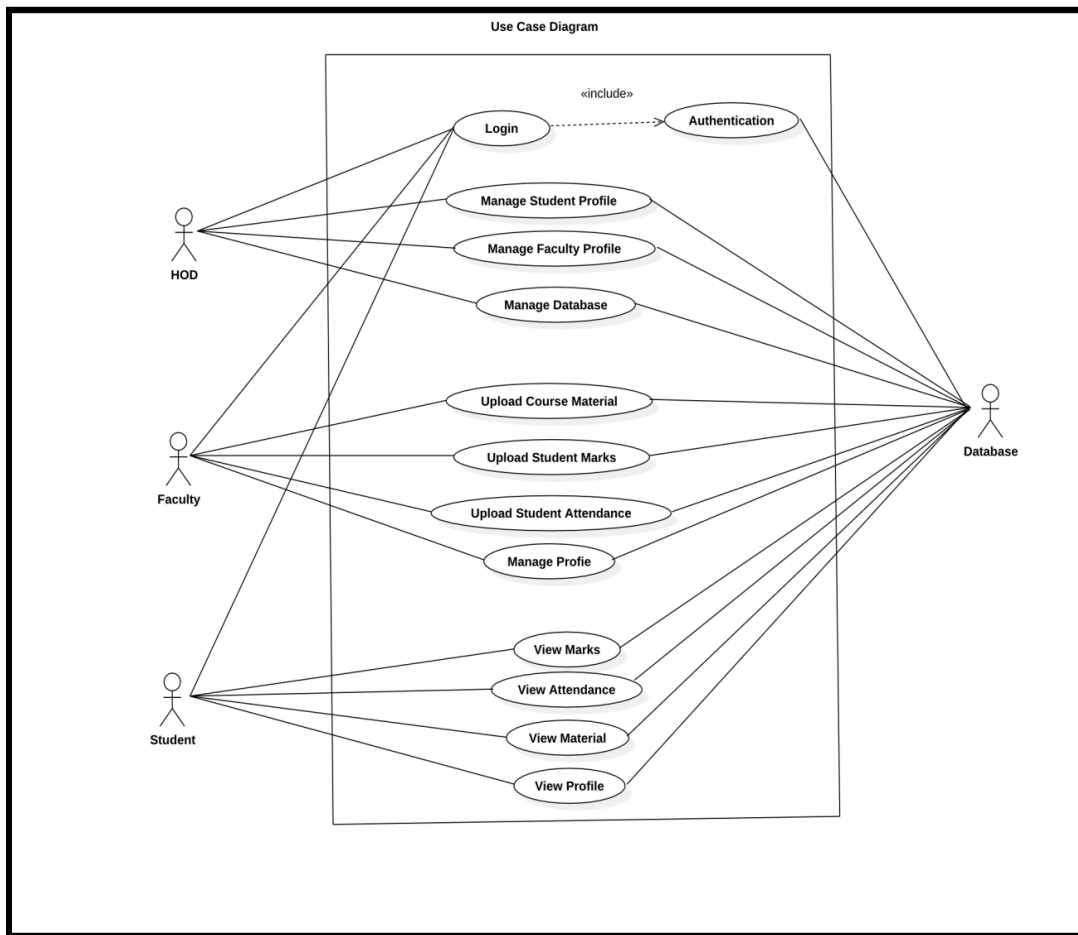 Use Case Diagram
«include»
Login
Authentication
Manage Student Profile
Manage Faculty Profile
HOD
Manage Database
Upload Course Material
Database
Upload Student Marks
Faculty
Upload Student Attendance
Manage Profie
View Marks
View Attendance
Student
View Material
View Profile